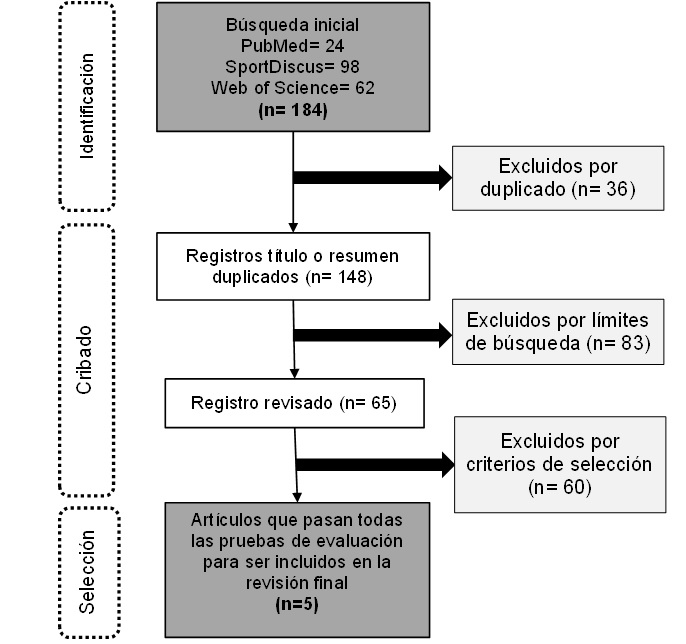 Identificación
Búsqueda inicial
PubMed= 24
SportDiscus= 98
Web of Science= 62
(n= 184)
Excluidos por
duplicado (n= 36)
Cribado
Registros título o resumen
duplicados (n= 148)
Excluidos por límites
de búsqueda (n= 83)
Registro revisado (n= 65)
Excluidos por
criterios de selección
(n= 60)
Selección
Artículos que pasan todas
las pruebas de evaluación
para ser incluidos en la
revisión final
(n=5)